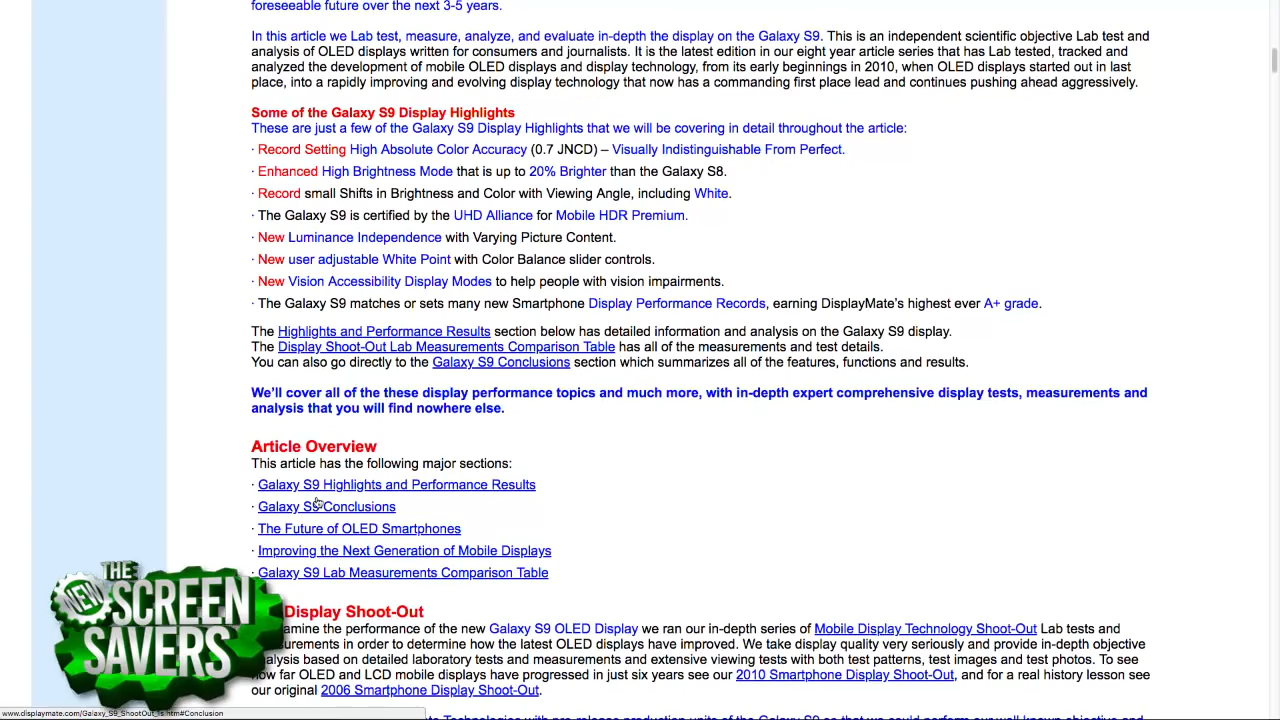 foreseeable future over the next 3-5 years.
In this article we Lab test, measure, analyze, and evaluate in-depth the display on the Galaxy S9. This is an independent scientific objective Lab test and
analysis of OLED displays written for consumers and journalists. It is the latest edition in our eight year article series that has Lab tested, tracked and
analyzed the development of mobile OLED displays and display technology, from its early beginnings in 2010, when OLED displays started out in last
place, into a rapidly improving and evolving display technology that now has a commanding first place lead and continues pushing ahead aggressively.
Some of the Galaxy S9 Display Highlights
These are just a few of the Galaxy S9 Display Highlights that we will be covering in detail throughout the article:
· Record Setting High Absolute Color Accuracy (0.7 JNCD) – Visually Indistinguishable From Perfect.
· Enhanced High Brightness Mode that is up to 20% Brighter than the Galaxy S8.
· Record small Shifts in Brightness and Color with Viewing Angle, including White.
· The Galaxy S9 is certified by the UHD Alliance for Mobile HDR Premium.
· New Luminance Independence with Varying Picture Content.
· New user adjustable White Point with Color Balance slider controls.
· New Vision Accessibility Display Modes to help people with vision impairments.
· The Galaxy S9 matches or sets many new Smartphone Display Performance Records, earning DisplayMate's highest ever A+ grade.
The Highlights and Performance Results section below has detailed information and analysis on the Galaxy S9 display.
The Display Shoot-Out Lab Measurements Comparison Table has all of the measurements and test details.
You can also go directly to the Galaxy S9 Conclusions section which summarizes all of the features, functions and results.
We'll cover all of the these display performance topics and much more, with in-depth expert comprehensive display tests, measurements and
analysis that you will find nowhere else.
Article Overview
This article has the following major sections:
· Galaxy S9 Highlights and Performance Results
· Galaxy S9 Conclusions
· The Future of OLED Smartphones
· Improving the Next Generation of Mobile Displays
· Galaxy S9 Lab Measurements Comparison Table
Display Shoot-Out
amine the performance of the new Galaxy S9 OLED Display we ran our in-depth series of Mobile Display Technology Shoot-Out Lab tests and
urements in order to determine how the latest OLED displays have improved. We take display quality very seriously and provide in-depth objective
alysis based on detailed laboratory tests and measurements and extensive viewing tests with both test patterns, test images and test photos. To see
ow far OLED and LCD mobile displays have progressed in just six years see our 2010 Smartphone Display Shoot-Out, and for a real history lesson see
our original 2006 Smartphone Display Shoot-Out.
THE
NEW
SCREEN
SAVERS
www.displaymate.com/Galaxy_S9_ShootOut_1s.htm#Conclusion